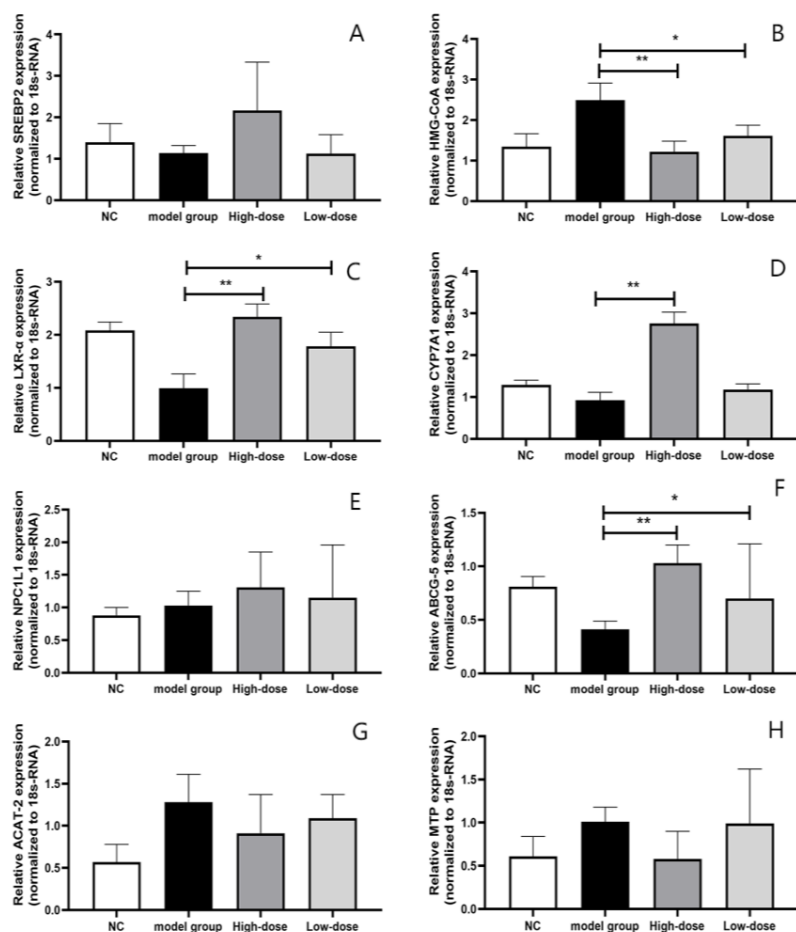 A
Relative SREBP2 expression
(normalized to 18s-RNA)
4
3
2
1
0
NC
model group
High-dose
Low-dose
B
Relative HMG-CoA expression
(normalized to 18s-RNA)
4
3
2
1
0
*
**
NC
model group
High-dose
Low-dose
C
Relative LXR-α expression
(normalized to 18s-RNA)
3
2
1
0
*
**
NC
model group
High-dose
Low-dose
D
Relative CYP7A1 expression
(normalized to 18s-RNA)
4
3
2
1
0
**
NC
model group
High-dose
Low-dose
E
Relative NPC1L1 expression
(normalized to 18s-RNA)
2.5
2.0
1.5
1.0
0.5
0.0
NC
model group
High-dose
Low-dose
F
Relative ABCG-5 expression
(normalized to 18s-RNA)
1.5
1.0
0.5
0.0
*
**
NC
model group
High-dose
Low-dose
G
Relative ACAT-2 expression
(normalized to 18s-RNA)
2.0
1.5
1.0
0.5
0.0
NC
model group
High-dose
Low-dose
H
Relative MTP expression
(normalized to 18s-RNA)
2.0
1.5
1.0
0.5
0.0
NC
model group
High-dose
Low-dose